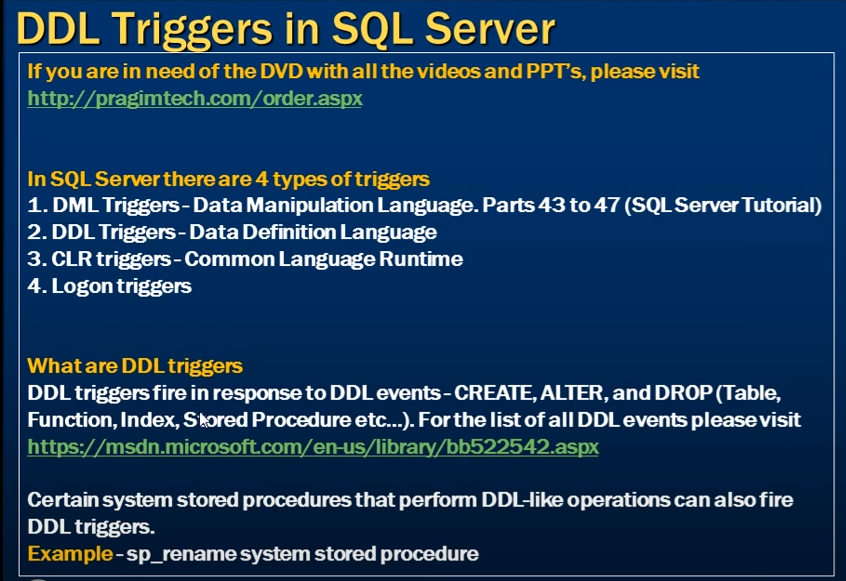 DDL Triggers in SQL Server
If you are in need of the DVD with all the videos and PPT's, please visit
http://pragimtech.com/order.aspx
In SQL Server there are 4 types of triggers
1. DML Triggers - Data Manipulation Language. Parts 43 to 47 (SQL Server Tutorial)
2. DDL Triggers - Data Definition Language
3. CLR triggers - Common Language Runtime
4. Logon triggers
What are DDL triggers
DDL triggers fire in response to DDL events - CREATE, ALTER, and DROP (Table,
Function, Index, Stored Procedure etc...). For the list of all DDL events please visit
https://msdn.microsoft.com/en-us/library/bb522542.aspx
Certain system stored procedures that perform DDL-like operations can also fire
DDL triggers.
Example - sp_rename system stored procedure